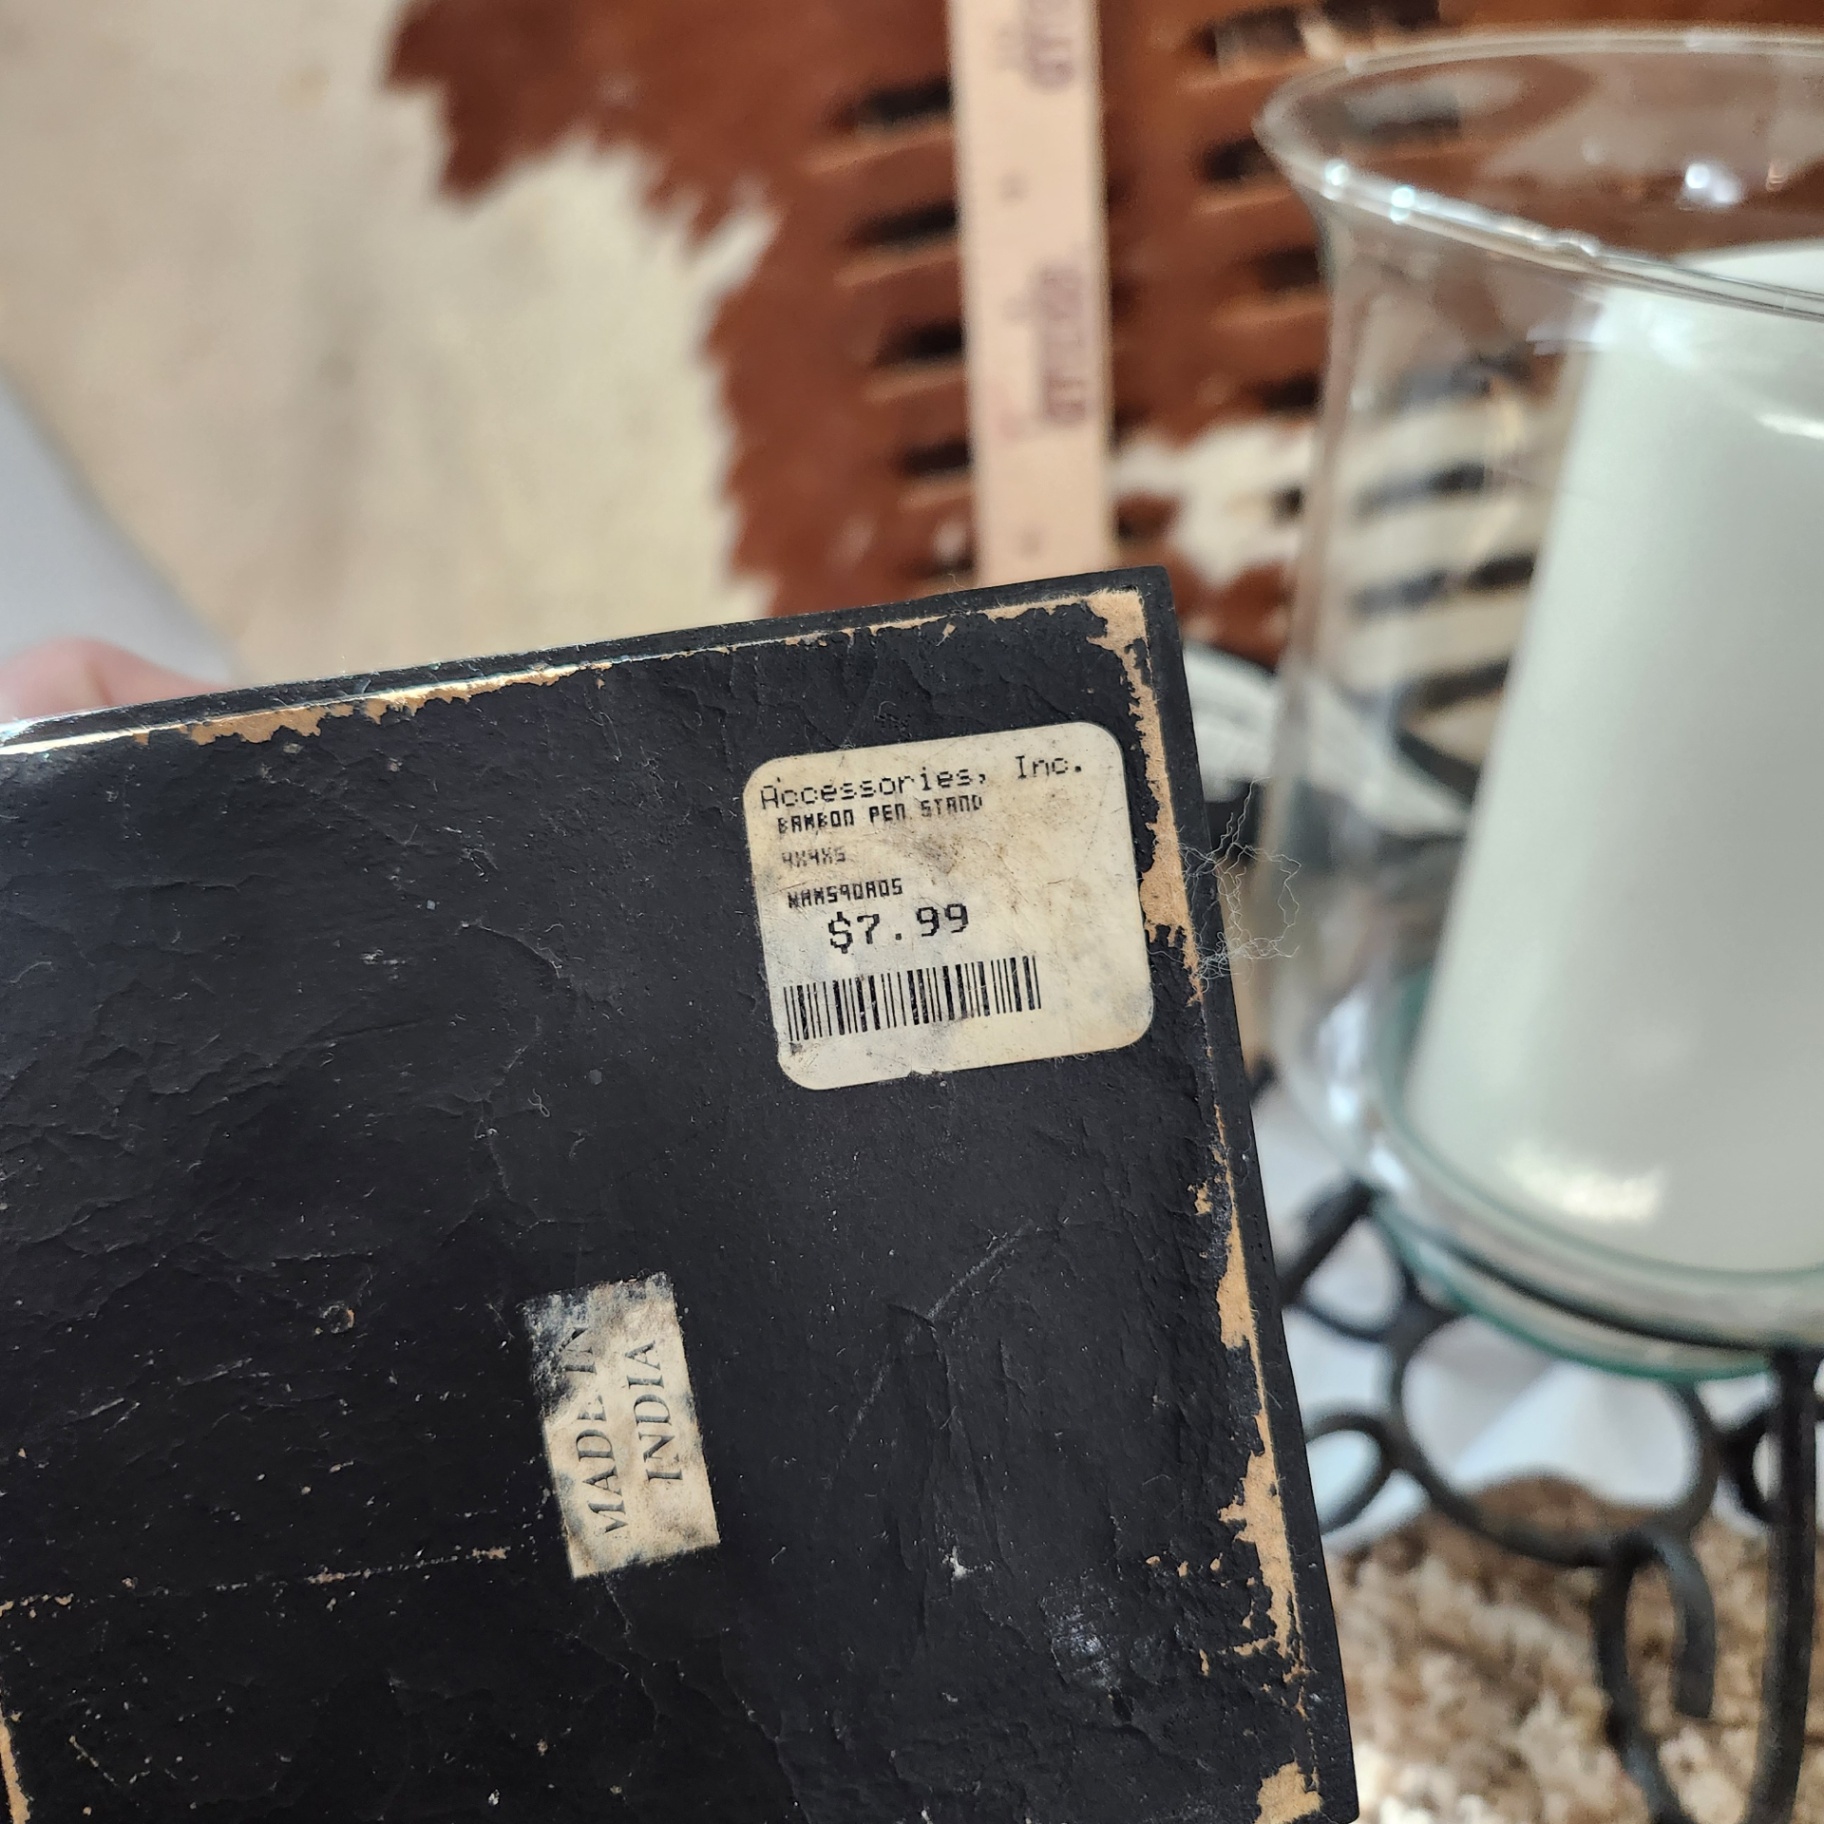 Accessories, Inc.
BAMBOO PEN STAND
4X4X5
$7.99
MADE IN
INDIA